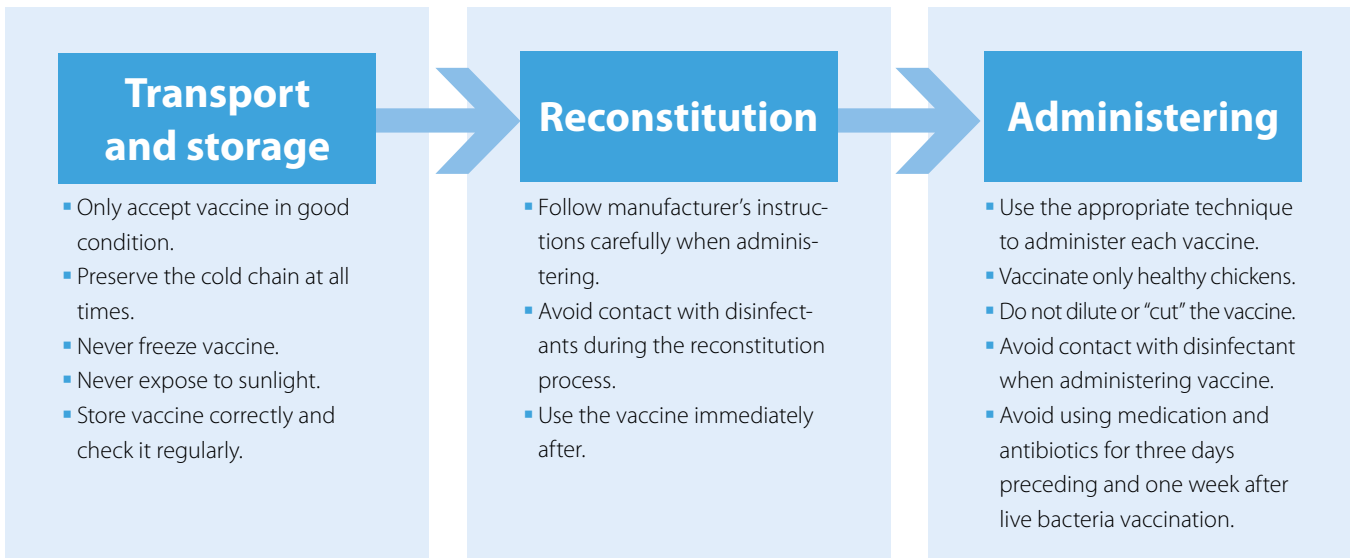 Transport
and storage
▪ Only accept vaccine in good
condition.
▪ Preserve the cold chain at all
times.
▪ Never freeze vaccine.
▪ Never expose to sunlight.
▪ Store vaccine correctly and
check it regularly.
Reconstitution
▪ Follow manufacturer’s instruc-
tions carefully when adminis-
tering.
▪ Avoid contact with disinfect-
ants during the reconstitution
process.
▪ Use the vaccine immediately
after.
Administering
▪ Use the appropriate technique
to administer each vaccine.
▪ Vaccinate only healthy chickens.
▪ Do not dilute or “cut” the vaccine.
▪ Avoid contact with disinfectant
when administering vaccine.
▪ Avoid using medication and
antibiotics for three days
preceding and one week after
live bacteria vaccination.